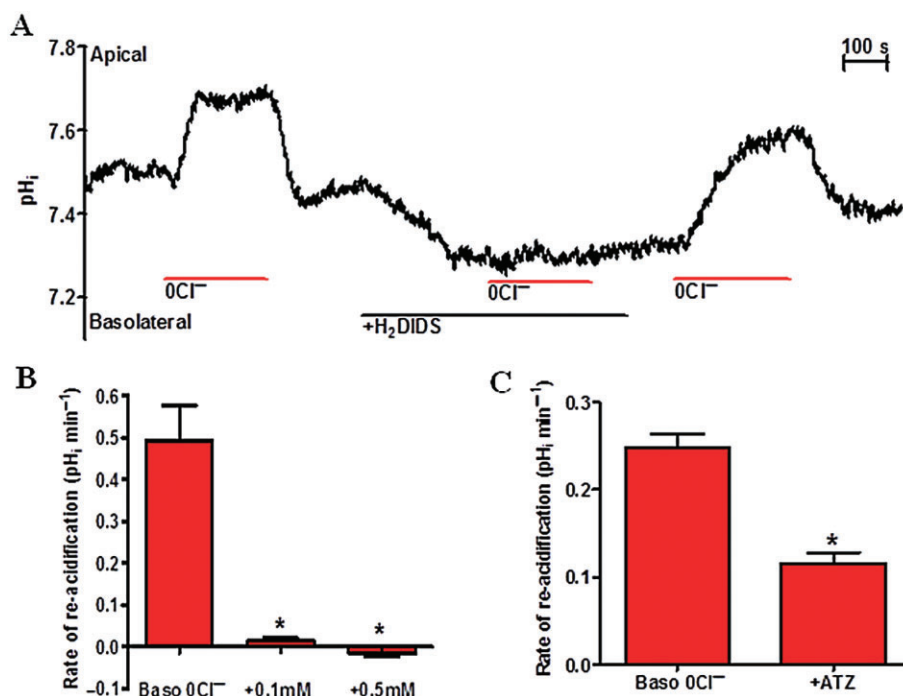 A
7.8
Apical
100 s
7.6
pHᵢ
7.4
7.2
0Cl⁻
0Cl⁻
0Cl⁻
Basolateral
+H₂DIDS
B
Rate of re-acidification (pHᵢ min⁻¹)
0.6
0.5
0.4
0.3
0.2
0.1
0.0
−0.1
*
*
Baso 0Cl⁻ +0.1mM +0.5mM
C
Rate of re-acidification (pHᵢ min⁻¹)
0.3
0.2
0.1
0.0
*
Baso 0Cl⁻ +ATZ